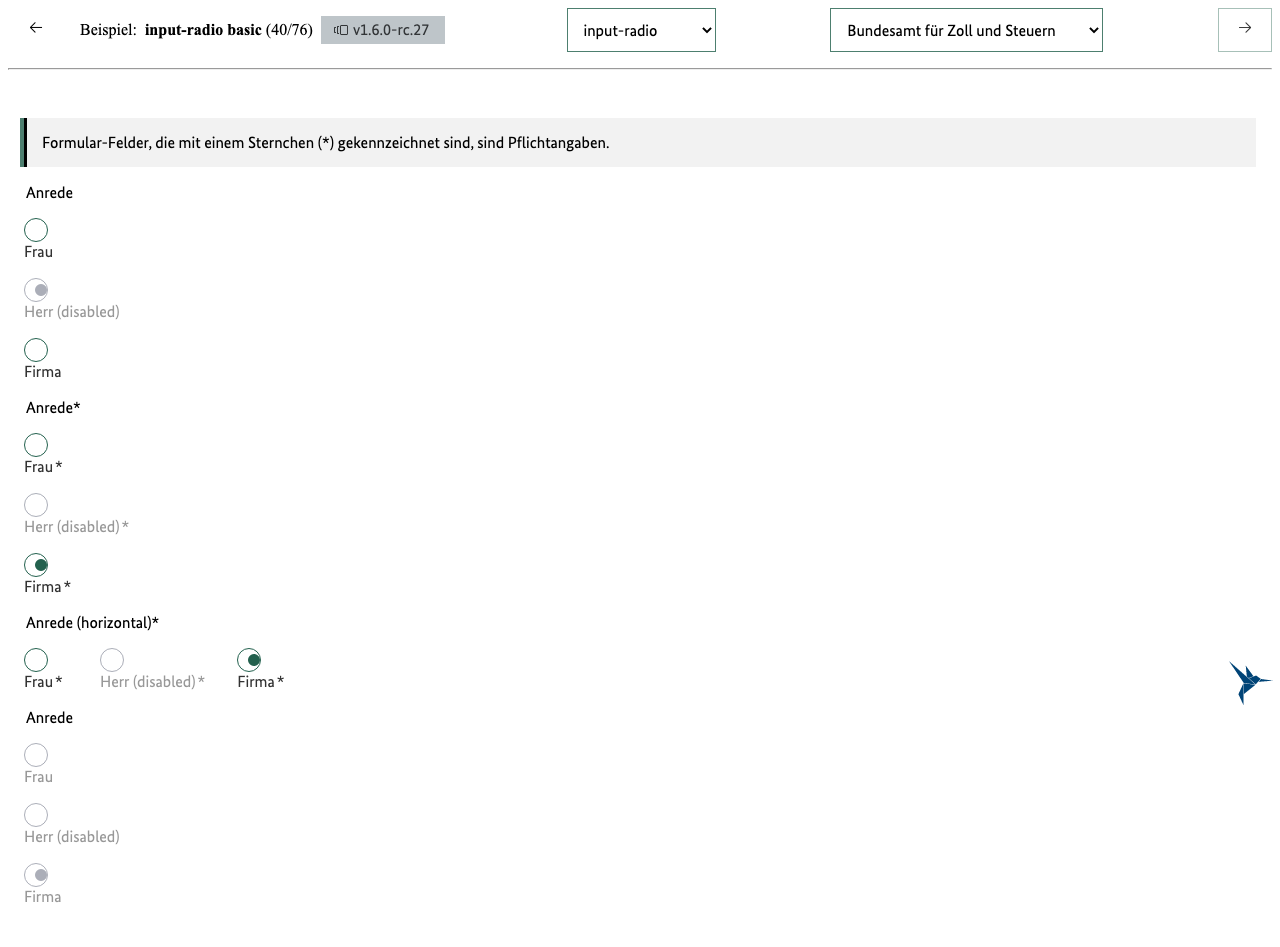 ← Beispiel: input-radio basic (40/76) v1.6.0-rc.27 input-radio Bundesamt für Zoll und Steuern →
Formular-Felder, die mit einem Sternchen (*) gekennzeichnet sind, sind Pflichtangaben.
Anrede
Frau
Herr (disabled)
Firma
Anrede*
Frau*
Herr (disabled)*
Firma*
Anrede (horizontal)*
Frau* Herr (disabled)* Firma*
Anrede
Frau
Herr (disabled)
Firma